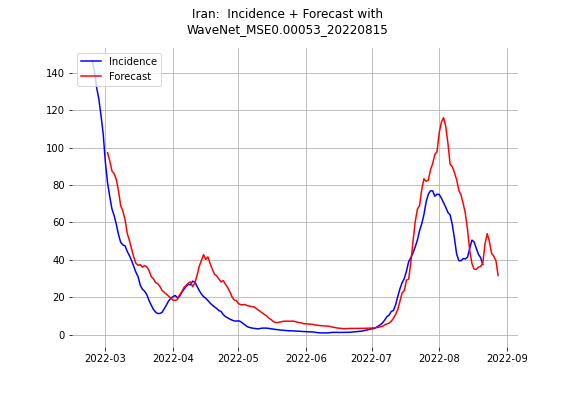 Iran:  Incidence + Forecast with
WaveNet_MSE0.00053_20220815
Incidence
Forecast
140
120
100
80
60
40
20
0
2022-03 2022-04 2022-05 2022-06 2022-07 2022-08 2022-09